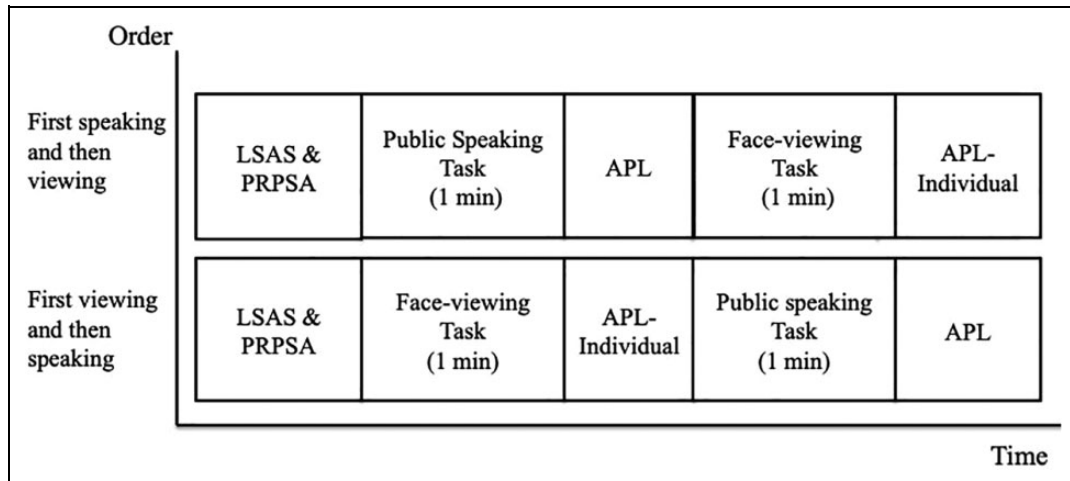 Order
First speaking
and then
viewing
LSAS &
PRPSA
Public Speaking
Task
(1 min)
APL
Face-viewing
Task
(1 min)
APL-
Individual
First viewing
and then
speaking
LSAS &
PRPSA
Face-viewing
Task
(1 min)
APL-
Individual
Public speaking
Task
(1 min)
APL
Time